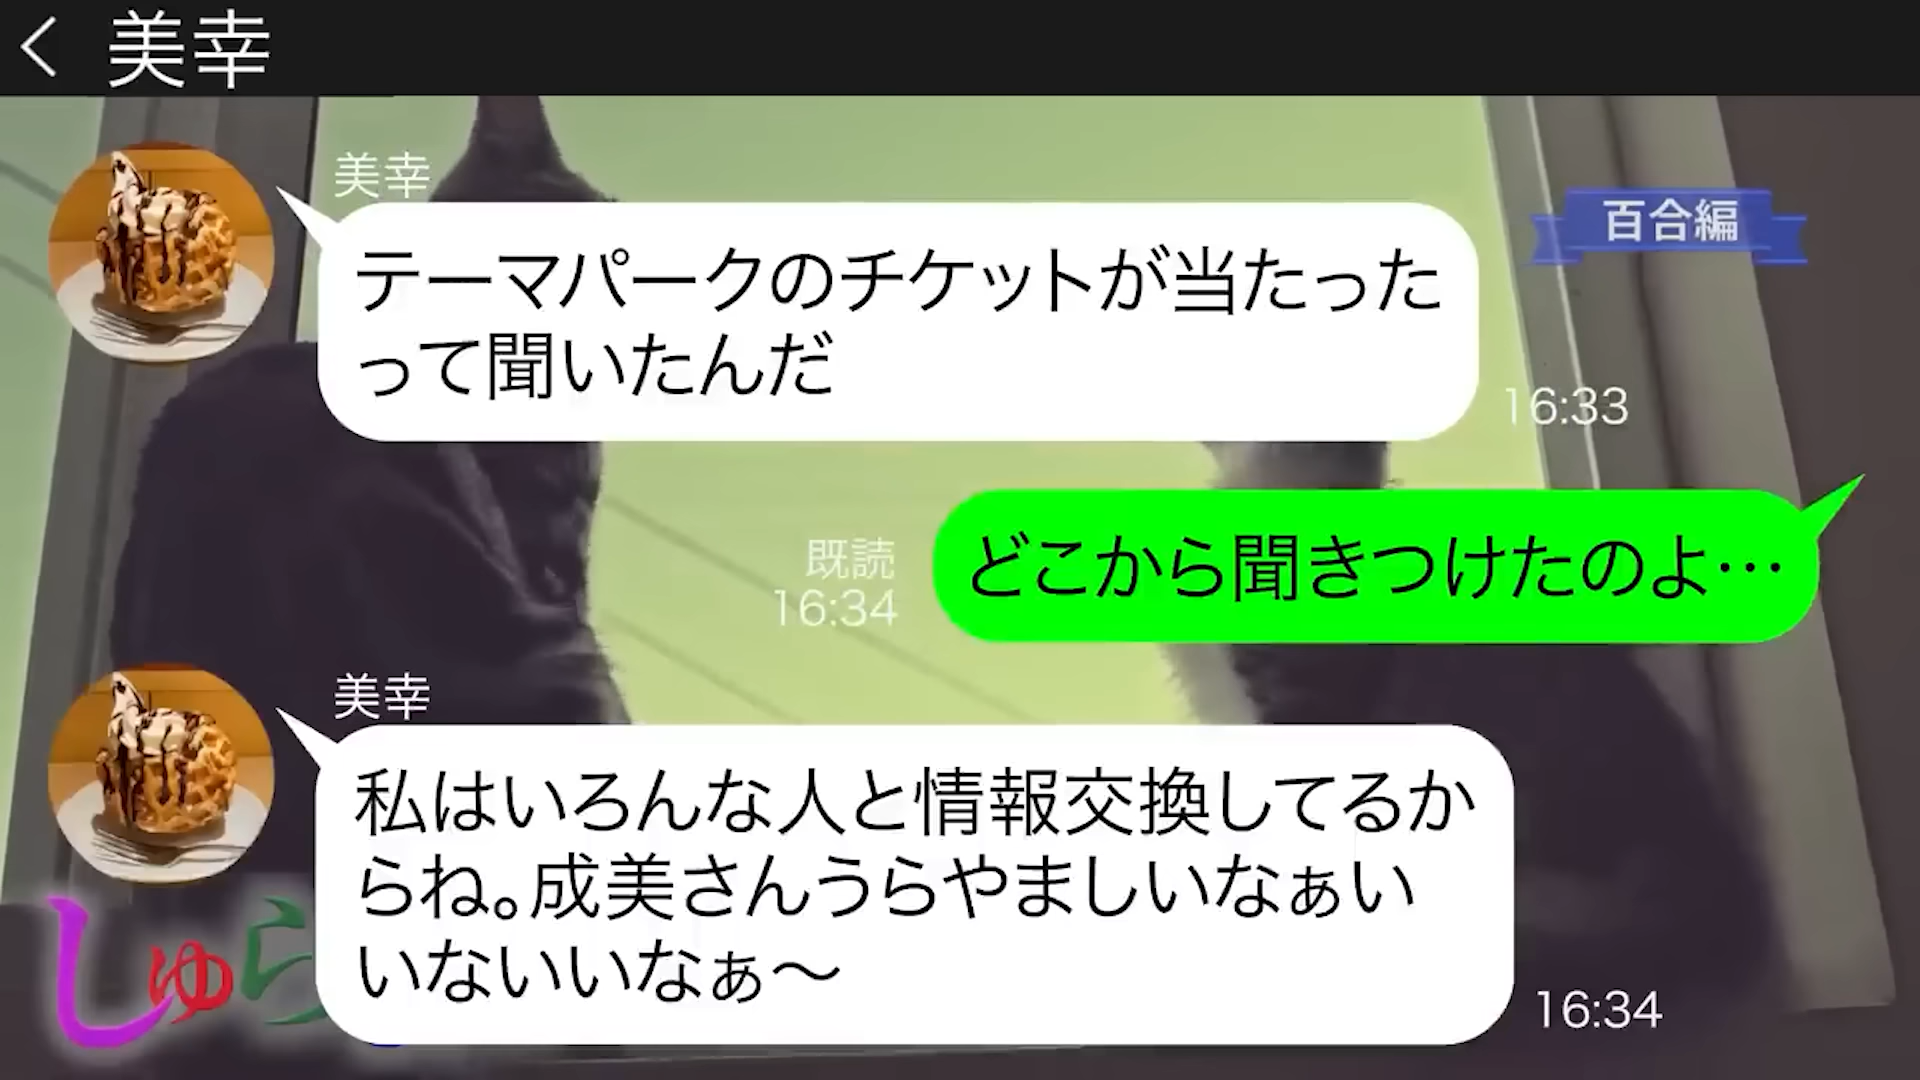 美幸
美幸
百合編
テーマパークのチケットが当たった
って聞いたんだ
16:33
どこから聞きつけたのよ…
既読
16:34
美幸
私はいろんな人と情報交換してるか
らね。成美さんうらやましいなぁい
いないいなぁ〜
16:34
しゅら